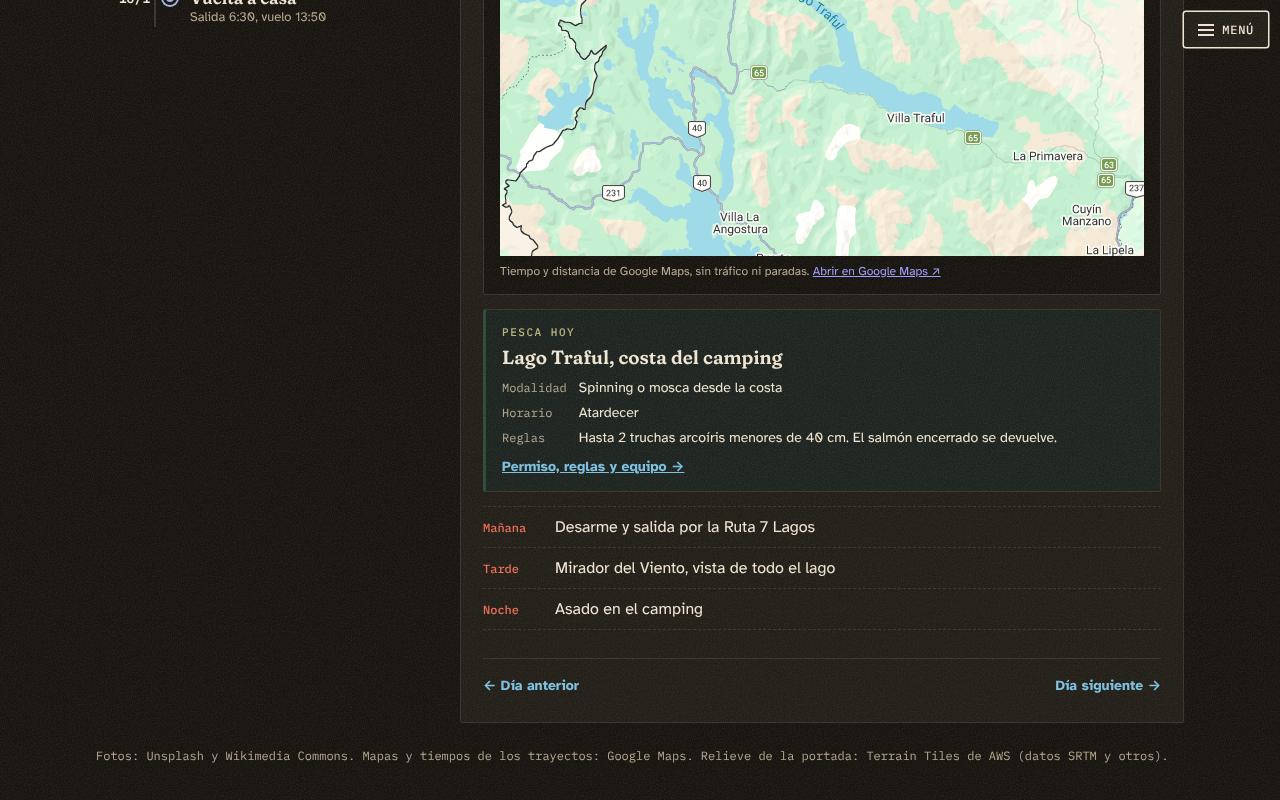 Vuelta a casa
Salida 6:30, vuelo 13:50
MENÚ
go Traful
65
Villa Traful
40
65
La Primavera
63
65
40
231
237
Villa La
Angostura
Cuyín
Manzano
La Lipela
Tiempo y distancia de Google Maps, sin tráfico ni paradas. Abrir en Google Maps ↗
PESCA HOY
Lago Traful, costa del camping
Modalidad Spinning o mosca desde la costa
Horario Atardecer
Reglas Hasta 2 truchas arcoíris menores de 40 cm. El salmón encerrado se devuelve.
Permiso, reglas y equipo →
Mañana Desarme y salida por la Ruta 7 Lagos
Tarde Mirador del Viento, vista de todo el lago
Noche Asado en el camping
← Día anterior
Día siguiente →
Fotos: Unsplash y Wikimedia Commons. Mapas y tiempos de los trayectos: Google Maps. Relieve de la portada: Terrain Tiles de AWS (datos SRTM y otros).